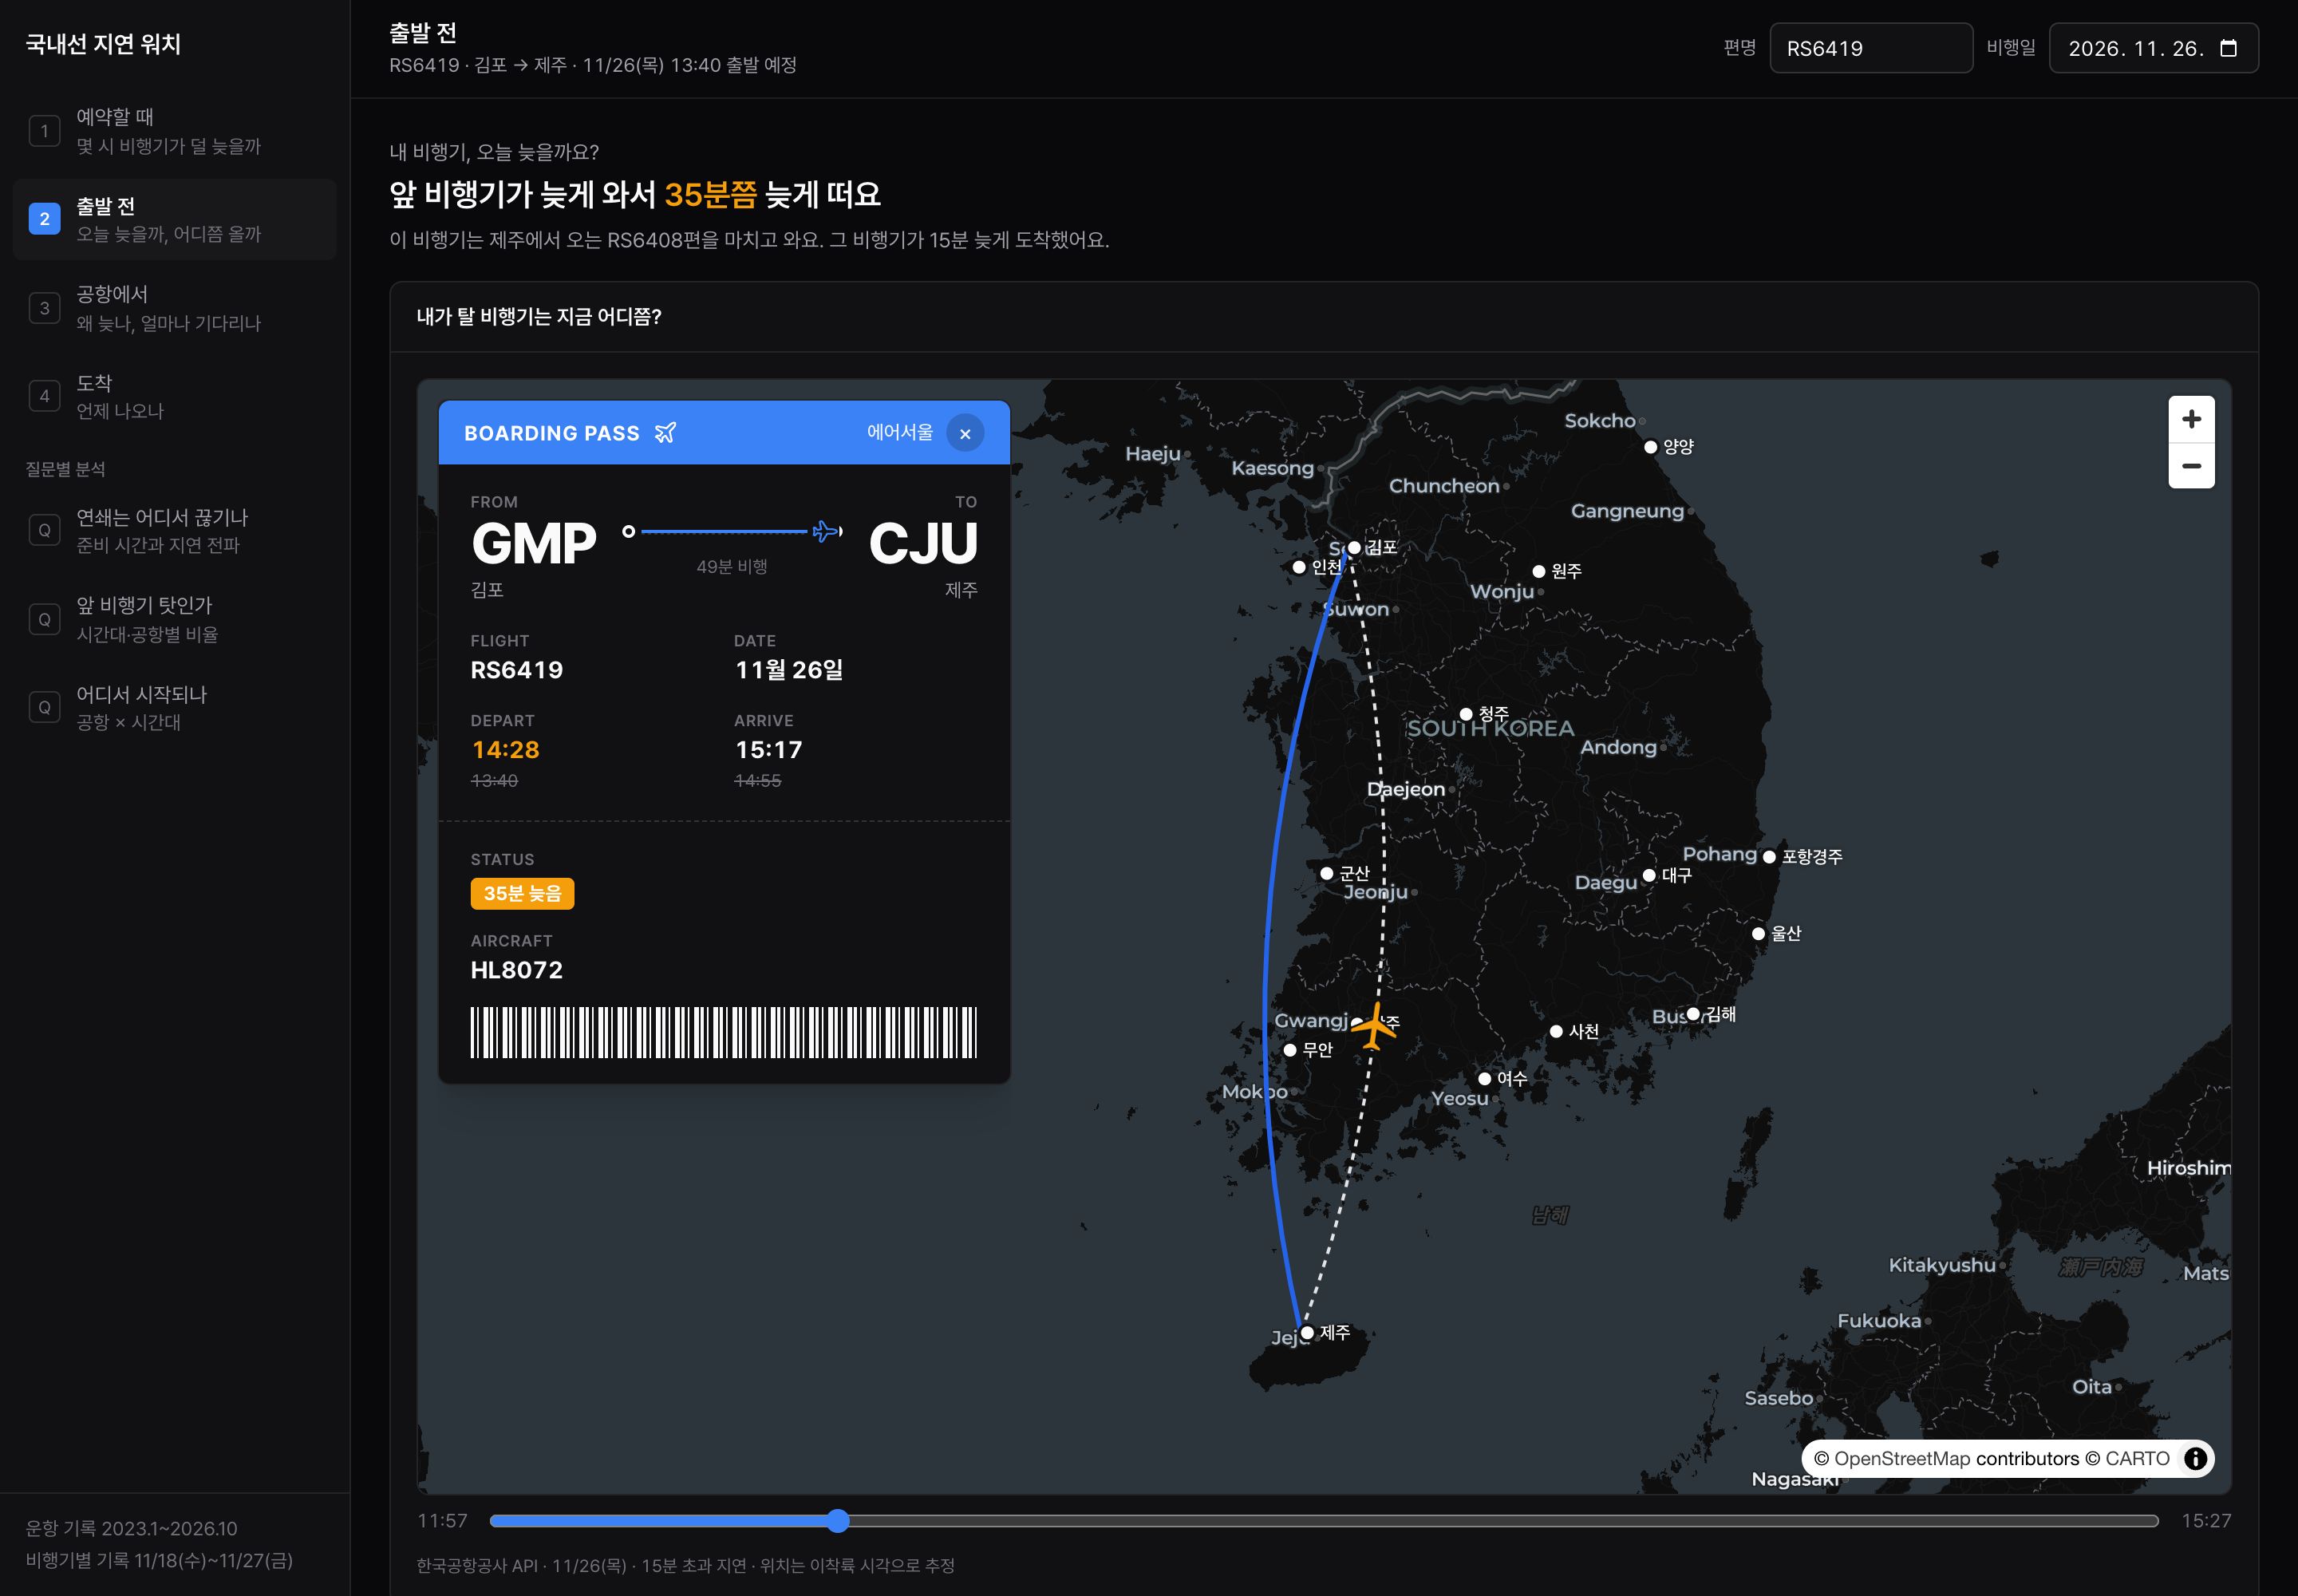 국내선 지연 워치
1
예약할 때
몇 시 비행기가 덜 늦을까
2
출발 전
오늘 늦을까, 어디쯤 올까
3
공항에서
왜 늦나, 얼마나 기다리나
4
도착
언제 나오나
질문별 분석
Q
연쇄는 어디서 끊기나
준비 시간과 지연 전파
Q
앞 비행기 탓인가
시간대·공항별 비율
Q
어디서 시작되나
공항 × 시간대
운항 기록 2023.1~2026.10
비행기별 기록 11/18(수)~11/27(금)
출발 전
RS6419 · 김포 → 제주 · 11/26(목) 13:40 출발 예정
편명
RS6419
비행일
2026. 11. 26.
내 비행기, 오늘 늦을까요?
앞 비행기가 늦게 와서 35분쯤 늦게 떠요
이 비행기는 제주에서 오는 RS6408편을 마치고 와요. 그 비행기가 15분 늦게 도착했어요.
내가 탈 비행기는 지금 어디쯤?
BOARDING PASS
에어서울
×
FROM
TO
GMP
CJU
49분 비행
김포
제주
FLIGHT
DATE
RS6419
11월 26일
DEPART
ARRIVE
14:28
15:17
13:40
14:55
STATUS
35분 늦음
AIRCRAFT
HL8072
+
−
Sokcho
양양
Haeju
Kaesong
Chuncheon
Gangneung
김포
인천
원주
Wonju
Suwon
청주
SOUTH KOREA
Andong
Daejeon
Pohang
포항경주
군산
대구
Daegu
Jeonju
울산
김해
사천
무안
여수
Mokpo
Yeosu
Hiroshim
남해
Kitakyushu
瀬戸内海
Mats
Fukuoka
제주
Oita
Sasebo
© OpenStreetMap contributors © CARTO
Nagasaki
11:57
15:27
한국공항공사 API · 11/26(목) · 15분 초과 지연 · 위치는 이착륙 시각으로 추정